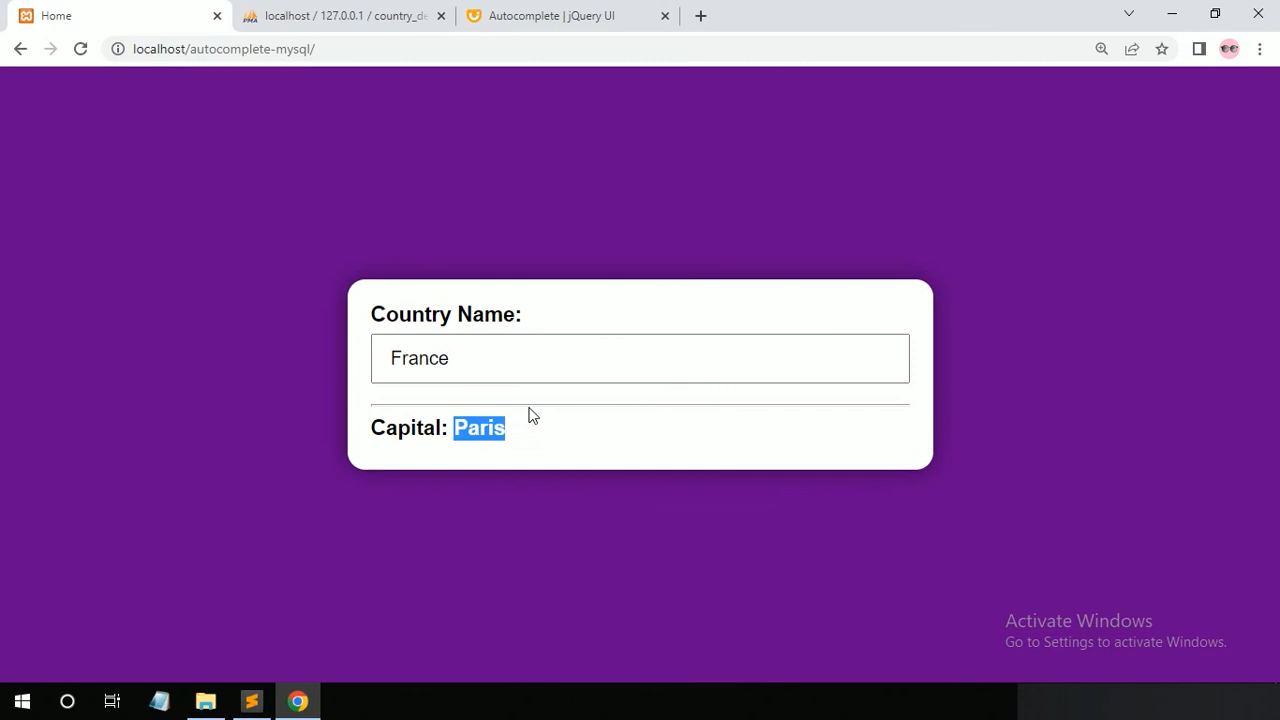 Home
localhost / 127.0.0.1 / country_de
Autocomplete | jQuery UI
localhost/autocomplete-mysql/
Country Name:
France
Capital: Paris
Activate Windows
Go to Settings to activate Windows.